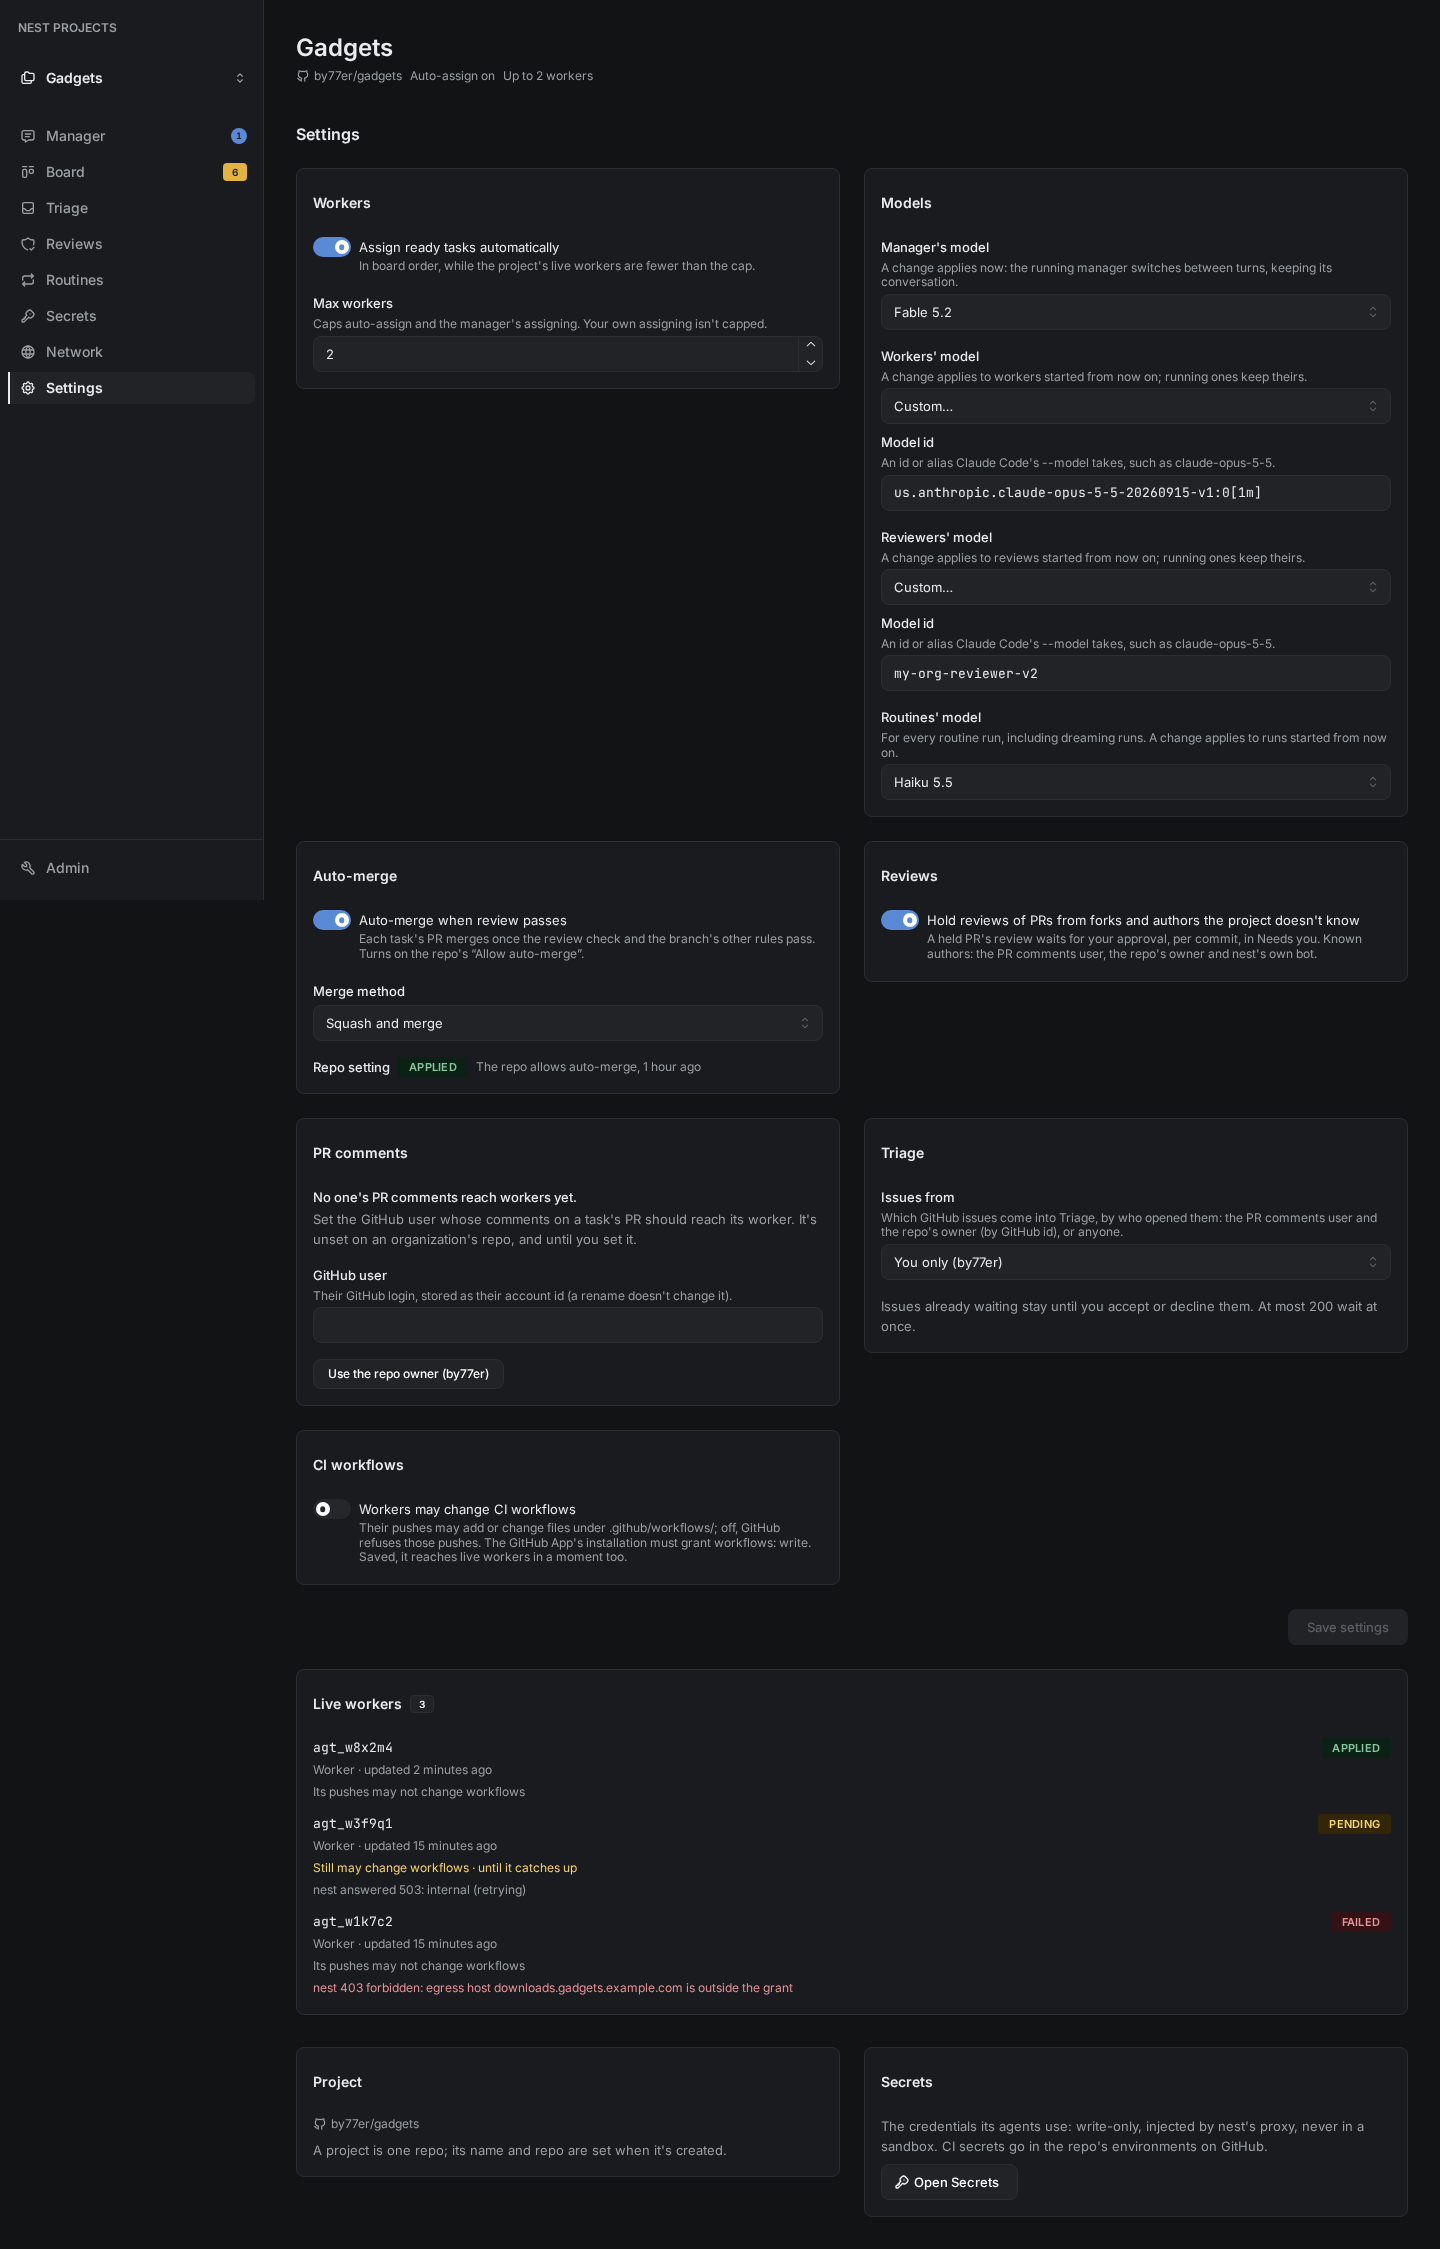 NEST PROJECTS
Gadgets
Manager
1
Board
6
Triage
Reviews
Routines
Secrets
Network
Settings
Admin
Gadgets
by77er/gadgets Auto-assign on Up to 2 workers
Settings
Workers
Assign ready tasks automatically
In board order, while the project's live workers are fewer than the cap.
Max workers
Caps auto-assign and the manager's assigning. Your own assigning isn't capped.
2
Models
Manager's model
A change applies now: the running manager switches between turns, keeping its
conversation.
Fable 5.2
Workers' model
A change applies to workers started from now on; running ones keep theirs.
Custom...
Model id
An id or alias Claude Code's --model takes, such as claude-opus-5-5.
us.anthropic.claude-opus-5-5-20260915-v1:0[1m]
Reviewers' model
A change applies to reviews started from now on; running ones keep theirs.
Custom...
Model id
An id or alias Claude Code's --model takes, such as claude-opus-5-5.
my-org-reviewer-v2
Routines' model
For every routine run, including dreaming runs. A change applies to runs started from now
on.
Haiku 5.5
Auto-merge
Auto-merge when review passes
Each task's PR merges once the review check and the branch's other rules pass.
Turns on the repo's “Allow auto-merge”.
Merge method
Squash and merge
Repo setting APPLIED The repo allows auto-merge, 1 hour ago
Reviews
Hold reviews of PRs from forks and authors the project doesn't know
A held PR's review waits for your approval, per commit, in Needs you. Known
authors: the PR comments user, the repo's owner and nest's own bot.
PR comments
No one's PR comments reach workers yet.
Set the GitHub user whose comments on a task's PR should reach its worker. It's
unset on an organization's repo, and until you set it.
GitHub user
Their GitHub login, stored as their account id (a rename doesn't change it).
Use the repo owner (by77er)
Triage
Issues from
Which GitHub issues come into Triage, by who opened them: the PR comments user and
the repo's owner (by GitHub id), or anyone.
You only (by77er)
Issues already waiting stay until you accept or decline them. At most 200 wait at
once.
CI workflows
Workers may change CI workflows
Their pushes may add or change files under .github/workflows/; off, GitHub
refuses those pushes. The GitHub App's installation must grant workflows: write.
Saved, it reaches live workers in a moment too.
Save settings
Live workers 3
agt_w8x2m4 APPLIED
Worker · updated 2 minutes ago
Its pushes may not change workflows
agt_w3f9q1 PENDING
Worker · updated 15 minutes ago
Still may change workflows · until it catches up
nest answered 503: internal (retrying)
agt_w1k7c2 FAILED
Worker · updated 15 minutes ago
Its pushes may not change workflows
nest 403 forbidden: egress host downloads.gadgets.example.com is outside the grant
Project
by77er/gadgets
A project is one repo; its name and repo are set when it's created.
Secrets
The credentials its agents use: write-only, injected by nest's proxy, never in a
sandbox. CI secrets go in the repo's environments on GitHub.
Open Secrets